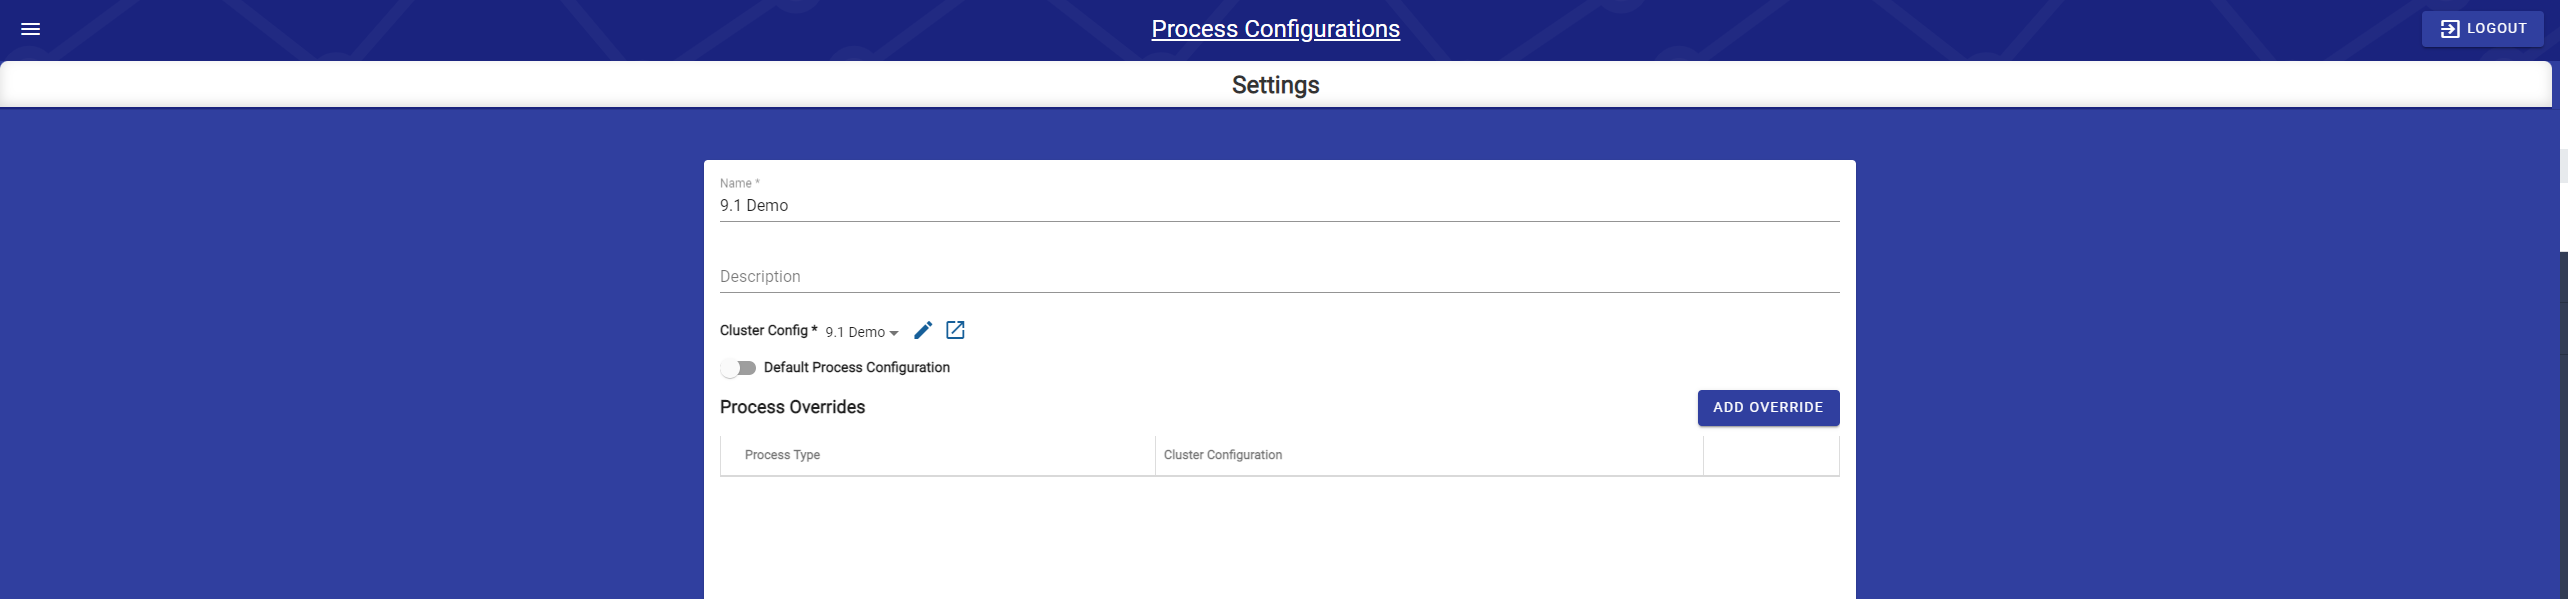 Process Configurations
LOGOUT
Settings
Name *
9.1 Demo
Description
Cluster Config * 9.1 Demo
Default Process Configuration
Process Overrides
ADD OVERRIDE
Process Type Cluster Configuration